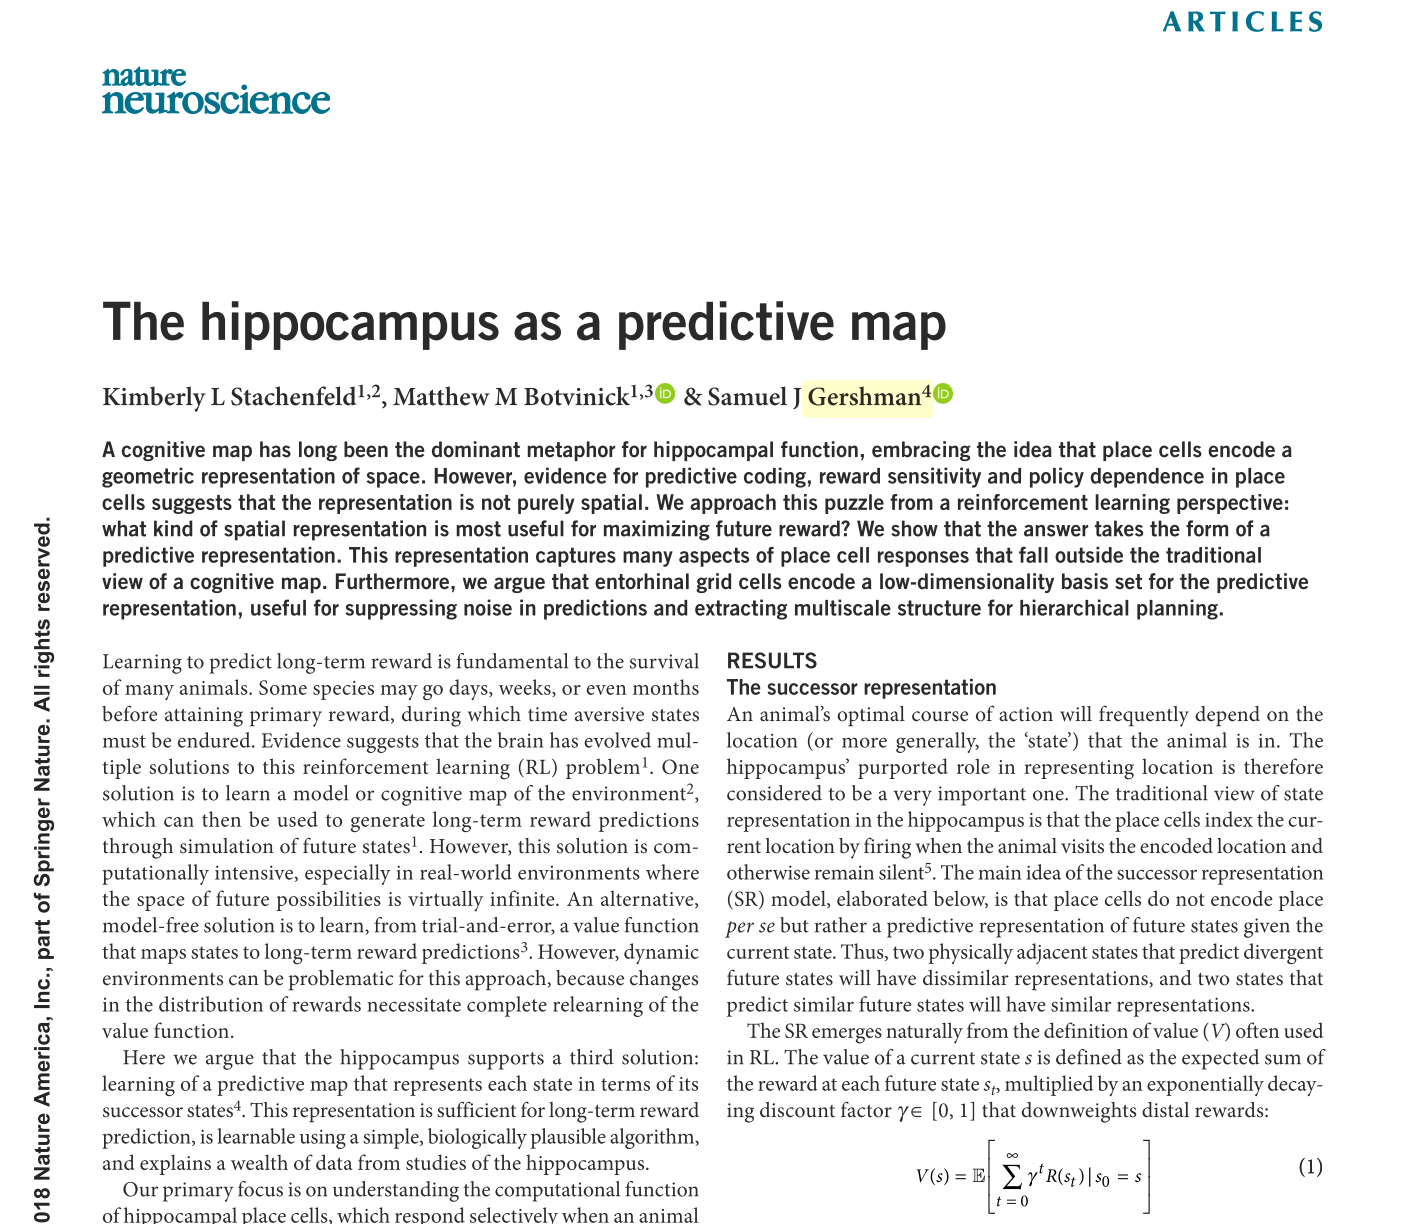 ARTICLES
nature
neuroscience
The hippocampus as a predictive map
Kimberly L Stachenfeld1,2, Matthew M Botvinick1,3 iD & Samuel J Gershman4 iD
A cognitive map has long been the dominant metaphor for hippocampal function, embracing the idea that place cells encode a
geometric representation of space. However, evidence for predictive coding, reward sensitivity and policy dependence in place
cells suggests that the representation is not purely spatial. We approach this puzzle from a reinforcement learning perspective:
what kind of spatial representation is most useful for maximizing future reward? We show that the answer takes the form of a
predictive representation. This representation captures many aspects of place cell responses that fall outside the traditional
view of a cognitive map. Furthermore, we argue that entorhinal grid cells encode a low-dimensionality basis set for the predictive
representation, useful for suppressing noise in predictions and extracting multiscale structure for hierarchical planning.
Learning to predict long-term reward is fundamental to the survival
of many animals. Some species may go days, weeks, or even months
before attaining primary reward, during which time aversive states
must be endured. Evidence suggests that the brain has evolved mul-
tiple solutions to this reinforcement learning (RL) problem1. One
solution is to learn a model or cognitive map of the environment2,
which can then be used to generate long-term reward predictions
through simulation of future states1. However, this solution is com-
putationally intensive, especially in real-world environments where
the space of future possibilities is virtually infinite. An alternative,
model-free solution is to learn, from trial-and-error, a value function
that maps states to long-term reward predictions3. However, dynamic
environments can be problematic for this approach, because changes
in the distribution of rewards necessitate complete relearning of the
value function.
Here we argue that the hippocampus supports a third solution:
learning of a predictive map that represents each state in terms of its
successor states4. This representation is sufficient for long-term reward
prediction, is learnable using a simple, biologically plausible algorithm,
and explains a wealth of data from studies of the hippocampus.
Our primary focus is on understanding the computational function
of hippocampal place cells, which respond selectively when an animal
RESULTS
The successor representation
An animal's optimal course of action will frequently depend on the
location (or more generally, the 'state') that the animal is in. The
hippocampus' purported role in representing location is therefore
considered to be a very important one. The traditional view of state
representation in the hippocampus is that the place cells index the cur-
rent location by firing when the animal visits the encoded location and
otherwise remain silent5. The main idea of the successor representation
(SR) model, elaborated below, is that place cells do not encode place
per se but rather a predictive representation of future states given the
current state. Thus, two physically adjacent states that predict divergent
future states will have dissimilar representations, and two states that
predict similar future states will have similar representations.
The SR emerges naturally from the definition of value (V) often used
in RL. The value of a current state s is defined as the expected sum of
the reward at each future state st, multiplied by an exponentially decay-
ing discount factor γ∈ [0, 1] that downweights distal rewards:
V(s) = 𝔼[∑_{t=0}^{∞} γ^t R(s_t) | s_0 = s] (1)
018 Nature America, Inc., part of Springer Nature. All rights reserved.